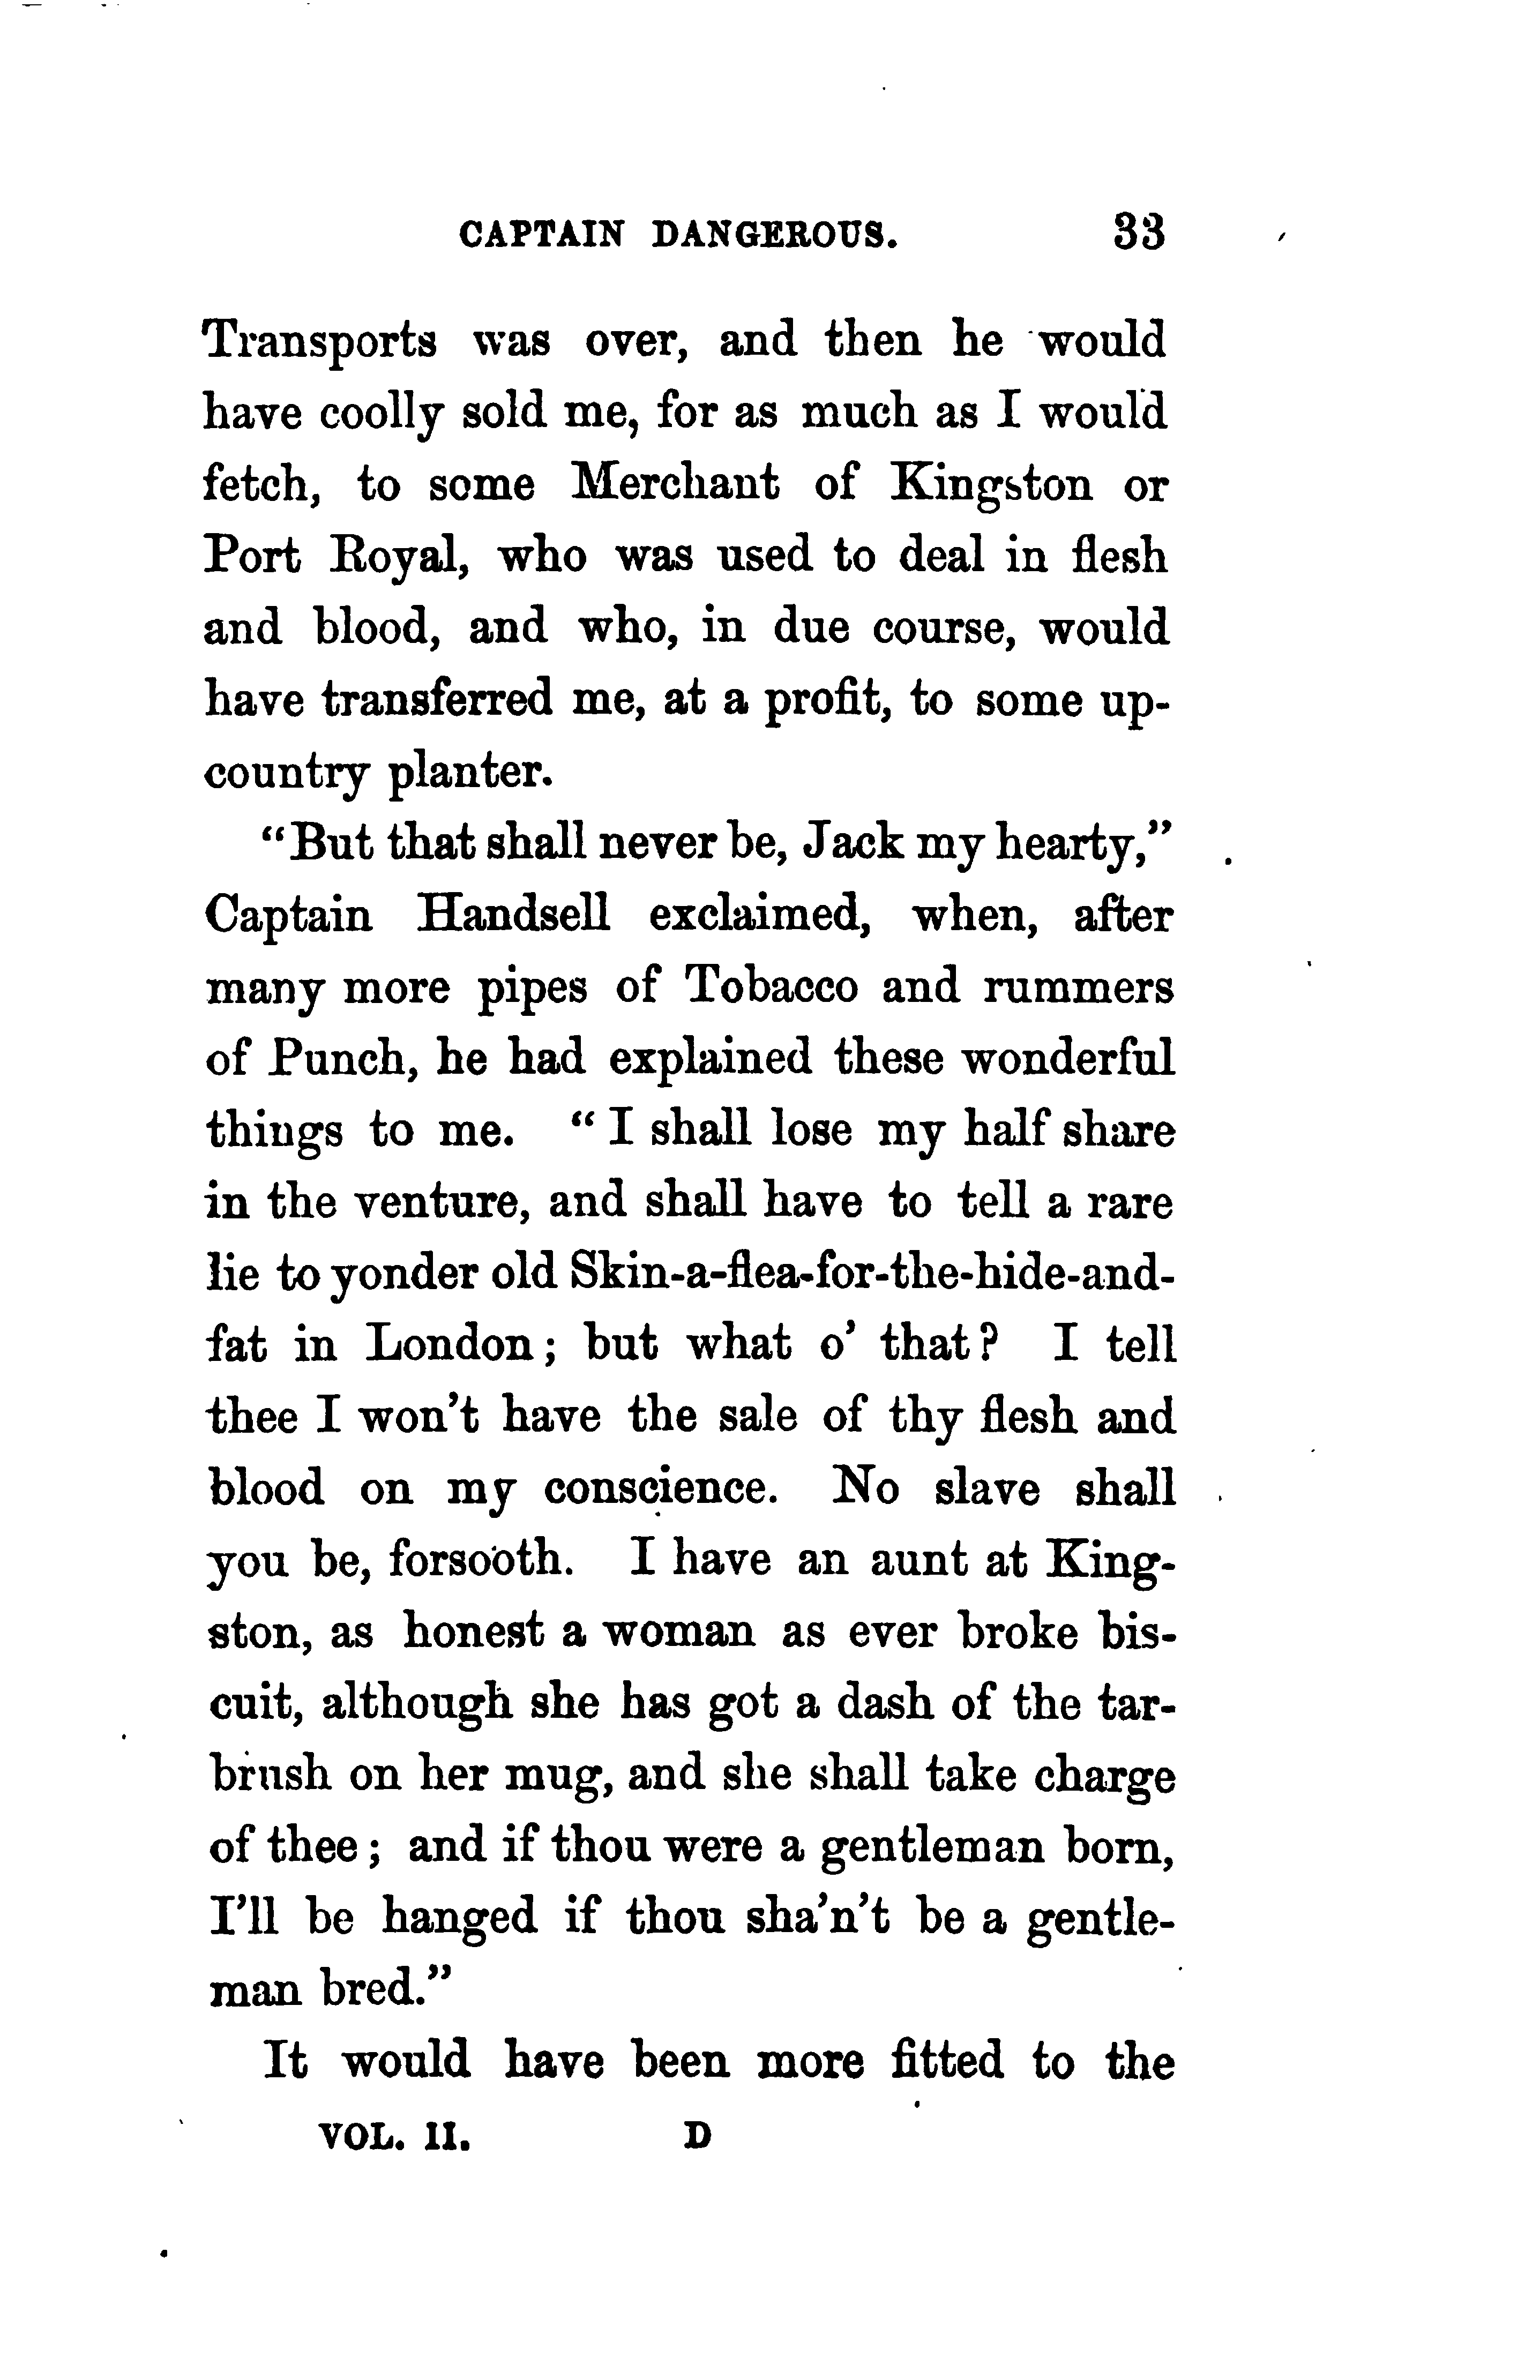 CAPTAIN DANGEROUS. 33
Transports was over, and then he would
have coolly sold me, for as much as I would
fetch, to some Merchant of Kingston or
Port Royal, who was used to deal in flesh
and blood, and who, in due course, would
have transferred me, at a profit, to some up-
country planter.
"But that shall never be, Jack my hearty,"
Captain Handsell exclaimed, when, after
many more pipes of Tobacco and rummers
of Punch, he had explained these wonderful
things to me. "I shall lose my half share
in the venture, and shall have to tell a rare
lie to yonder old Skin-a-flea-for-the-hide-and-
fat in London; but what o' that? I tell
thee I won't have the sale of thy flesh and
blood on my conscience. No slave shall
you be, forsooth. I have an aunt at King-
ston, as honest a woman as ever broke bis-
cuit, although she has got a dash of the tar-
brush on her mug, and she shall take charge
of thee; and if thou were a gentleman born,
I'll be hanged if thou sha'n't be a gentle-
man bred."
It would have been more fitted to the
VOL. II. D